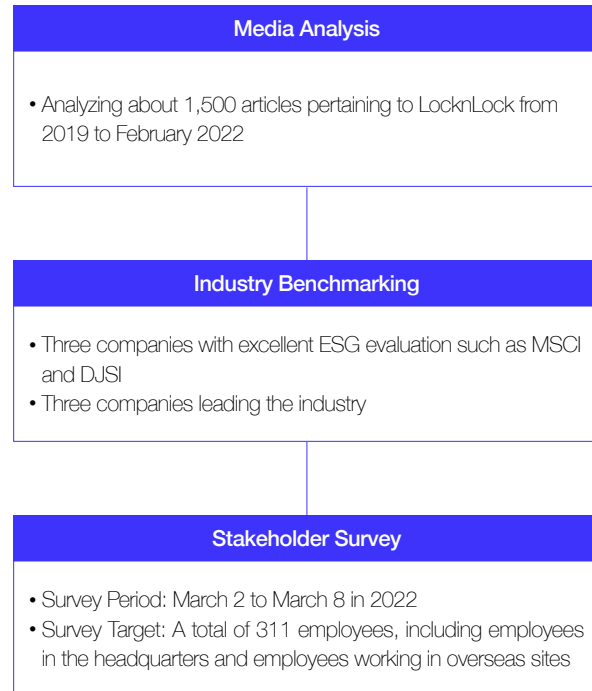 Media Analysis
• Analyzing about 1,500 articles pertaining to LocknLock from
2019 to February 2022
Industry Benchmarking
• Three companies with excellent ESG evaluation such as MSCI
and DJSI
• Three companies leading the industry
Stakeholder Survey
• Survey Period: March 2 to March 8 in 2022
• Survey Target: A total of 311 employees, including employees
in the headquarters and employees working in overseas sites